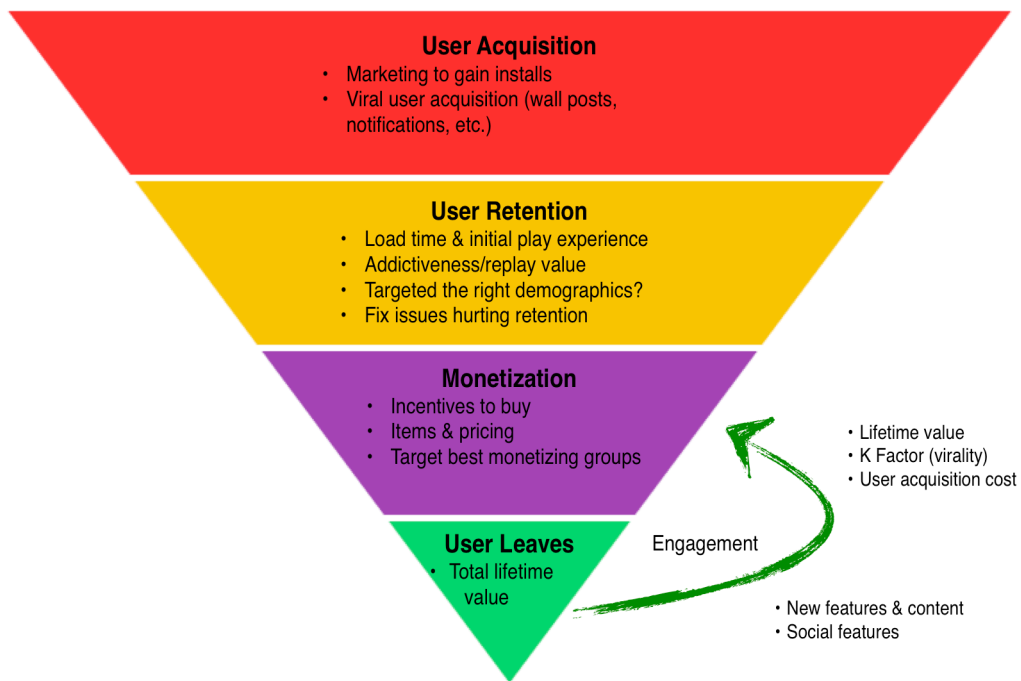 User Acquisition
• Marketing to gain installs
• Viral user acquisition (wall posts,
notifications, etc.)
User Retention
• Load time & initial play experience
• Addictiveness/replay value
• Targeted the right demographics?
• Fix issues hurting retention
Monetization
• Incentives to buy
• Items & pricing
• Target best monetizing groups
• Lifetime value
• K Factor (virality)
• User acquisition cost
User Leaves
• Total lifetime
value
Engagement
• New features & content
• Social features